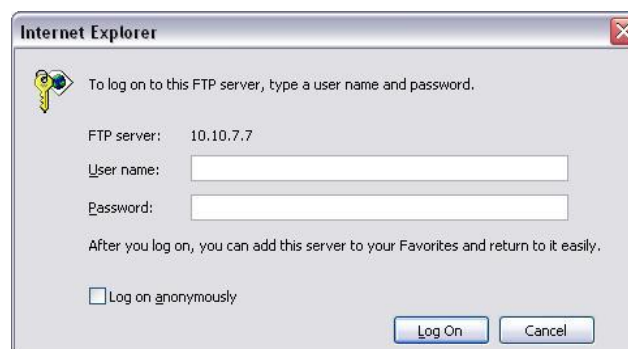 Internet Explorer
To log on to this FTP server, type a user name and password.
FTP server: 10.10.7.7
User name:
Password:
After you log on, you can add this server to your Favorites and return to it easily.
Log on anonymously
Log On Cancel